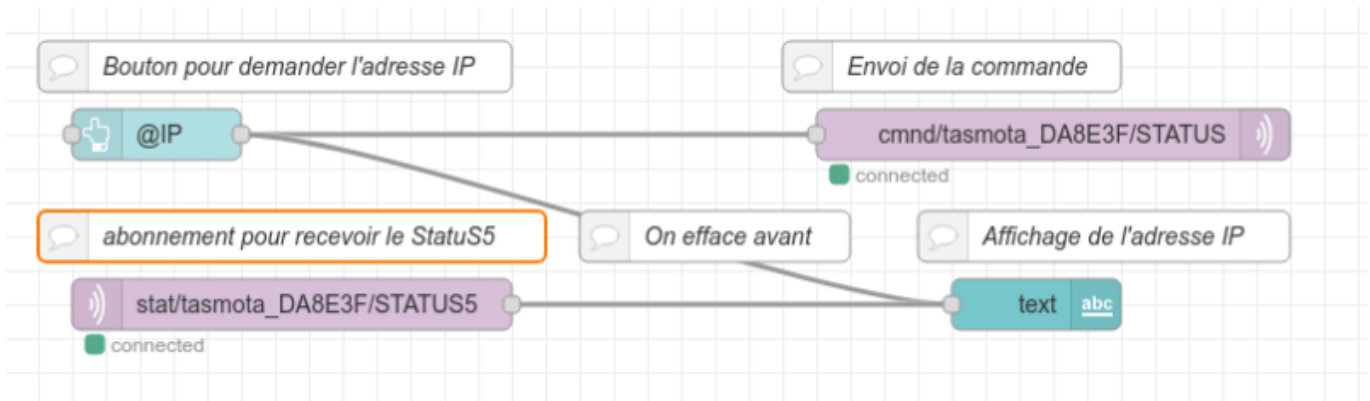 Bouton pour demander l'adresse IP
Envoi de la commande
@IP
cmnd/tasmota_DA8E3F/STATUS
connected
abonnement pour recevoir le StatuS5
On efface avant
Affichage de l'adresse IP
stat/tasmota_DA8E3F/STATUS5
text
abc
connected